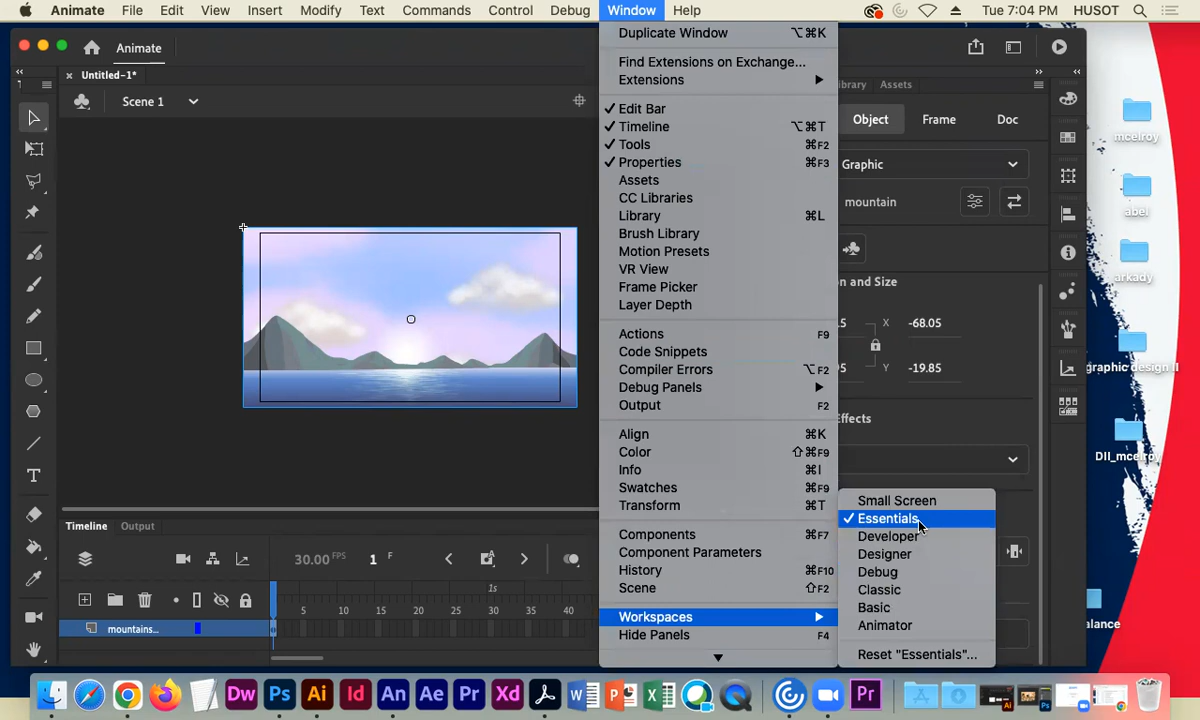 Animate File Edit View Insert Modify Text Commands Control Debug Window Help Tue 7:04 PM HUSOT
Animate
Untitled-1*
Scene 1
Duplicate Window ⌥⌘K
Find Extensions on Exchange...
Extensions
Edit Bar
Timeline ⌥⌘T
Tools ⌘F2
Properties ⌘F3
Assets
CC Libraries
Library ⌘L
Brush Library
Motion Presets
VR View
Frame Picker
Layer Depth
Actions F9
Code Snippets
Compiler Errors ⌥F2
Debug Panels
Output F2
Align ⌘K
Color ⇧⌘F9
Info ⌘I
Swatches ⌘F9
Transform ⌘T
Components ⌘F7
Component Parameters
History ⌘F10
Scene ⇧F2
Workspaces
Hide Panels F4
Small Screen
Essentials
Developer
Designer
Debug
Classic
Basic
Animator
Reset "Essentials"...
ibrary Assets
Object Frame Doc
Graphic
mountain
on and Size
5 X -68.05
5 Y -19.85
ffects
Timeline Output
30.00 FPS 1 F
1s
5 10 15 20 25 30 35 40
mountains...
mcelroy
abel
arkady
graphic design II
DII_mcelroy
alance
Dw Ps Ai Id An Ae Pr Xd Pr